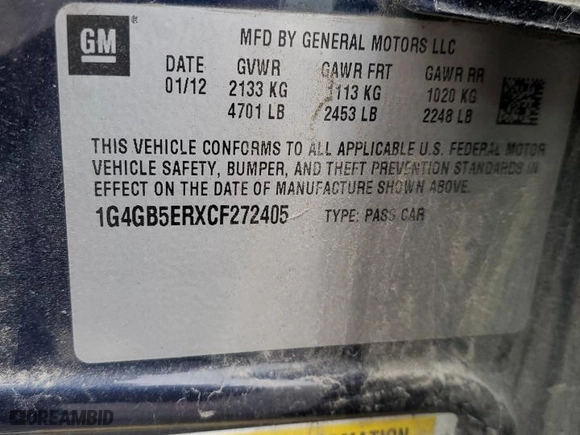 GM
MFD BY GENERAL MOTORS LLC
DATE GVWR GAWR FRT GAWR RR
01/12 2133 KG 1113 KG 1020 KG
4701 LB 2453 LB 2248 LB
THIS VEHICLE CONFORMS TO ALL APPLICABLE U.S. FEDERAL MOTOR
VEHICLE SAFETY, BUMPER, AND THEFT PREVENTION STANDARDS IN
EFFECT ON THE DATE OF MANUFACTURE SHOWN ABOVE.
1G4GB5ERXCF272405 TYPE: PASS CAR
DREAMBID